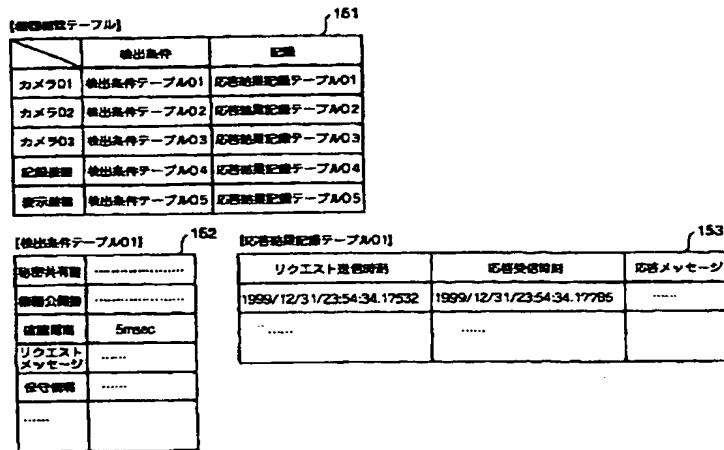 151
テーブル】
検出条件 記録
カメラ01 検出条件テーブル01 応答結果記録テーブル01
カメラ02 検出条件テーブル02 応答結果記録テーブル02
カメラ03 検出条件テーブル03 応答結果記録テーブル03
記録装置 検出条件テーブル04 応答結果記録テーブル04
表示装置 検出条件テーブル05 応答結果記録テーブル05
【検出条件テーブル01】 152
秘密共有鍵 ……
……
5msec
リクエスト
メッセージ ……
保守情報 ……
……
【応答結果記録テーブル01】 153
リクエスト送信時刻 応答受信時刻 応答メッセージ
1999/12/31/23:54:34.17532 1999/12/31/23:54:34.17785 ……
…… ……